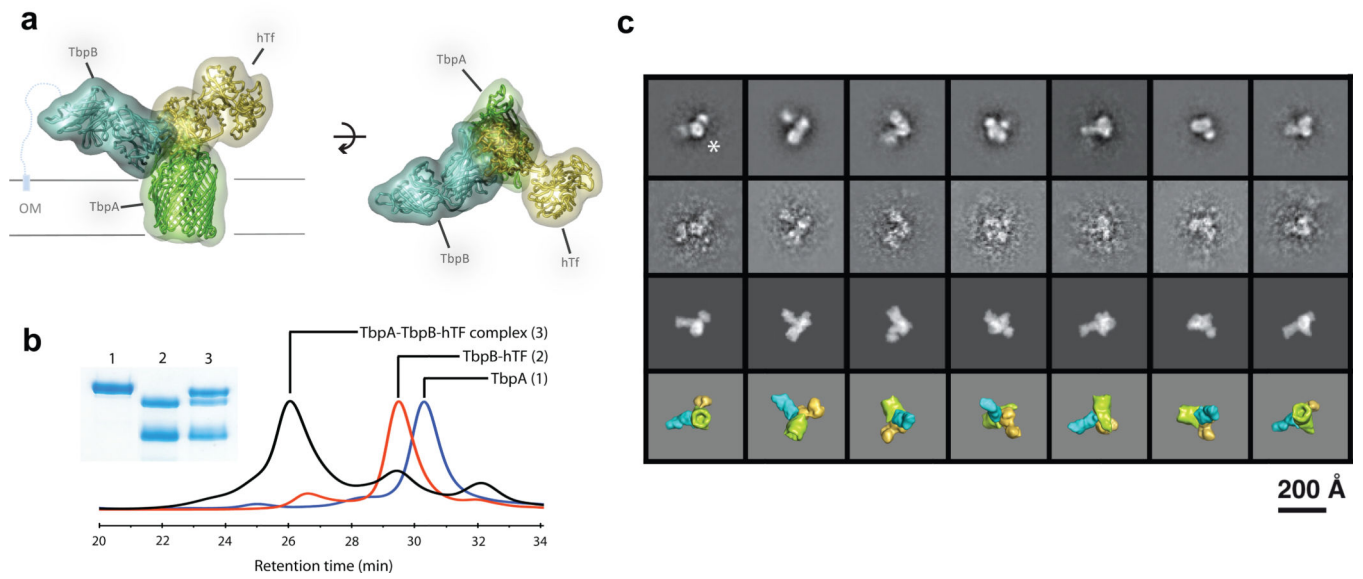 a
TbpB
hTf
OM
TbpA
TbpA
TbpB
hTf
b
1 2 3
TbpA-TbpB-hTF complex (3)
TbpB-hTF (2)
TbpA (1)
20 22 24 26 28 30 32 34
Retention time (min)
c
*
200 Å